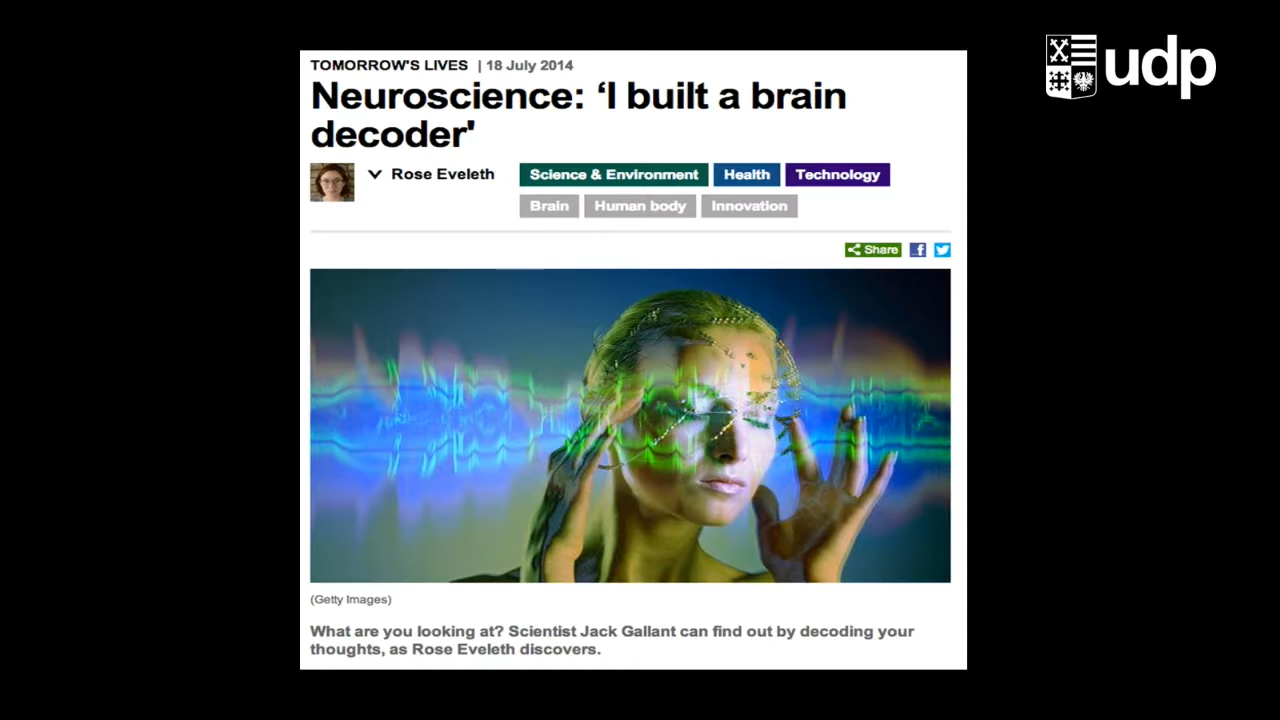 udp
TOMORROW'S LIVES | 18 July 2014
Neuroscience: ‘I built a brain
decoder'
Rose Eveleth
Science & Environment Health Technology
Brain Human body Innovation
Share
(Getty Images)
What are you looking at? Scientist Jack Gallant can find out by decoding your
thoughts, as Rose Eveleth discovers.